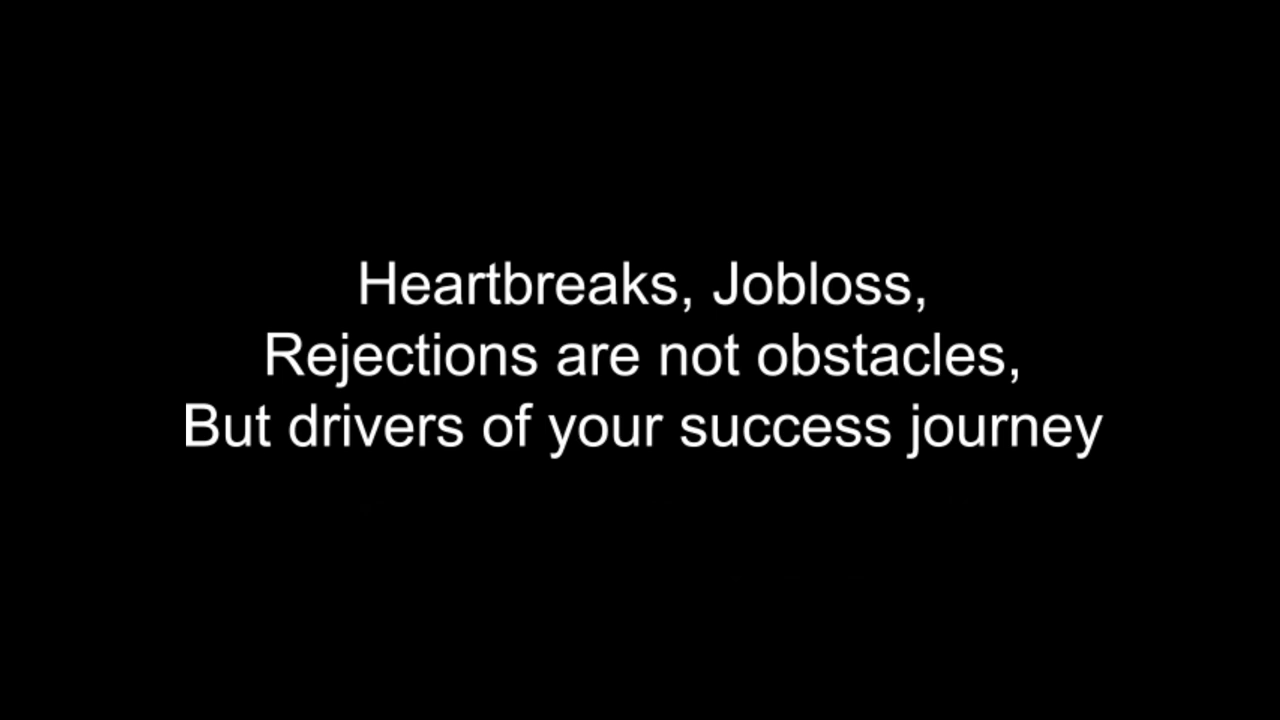 Heartbreaks, Jobloss,
Rejections are not obstacles,
But drivers of your success journey